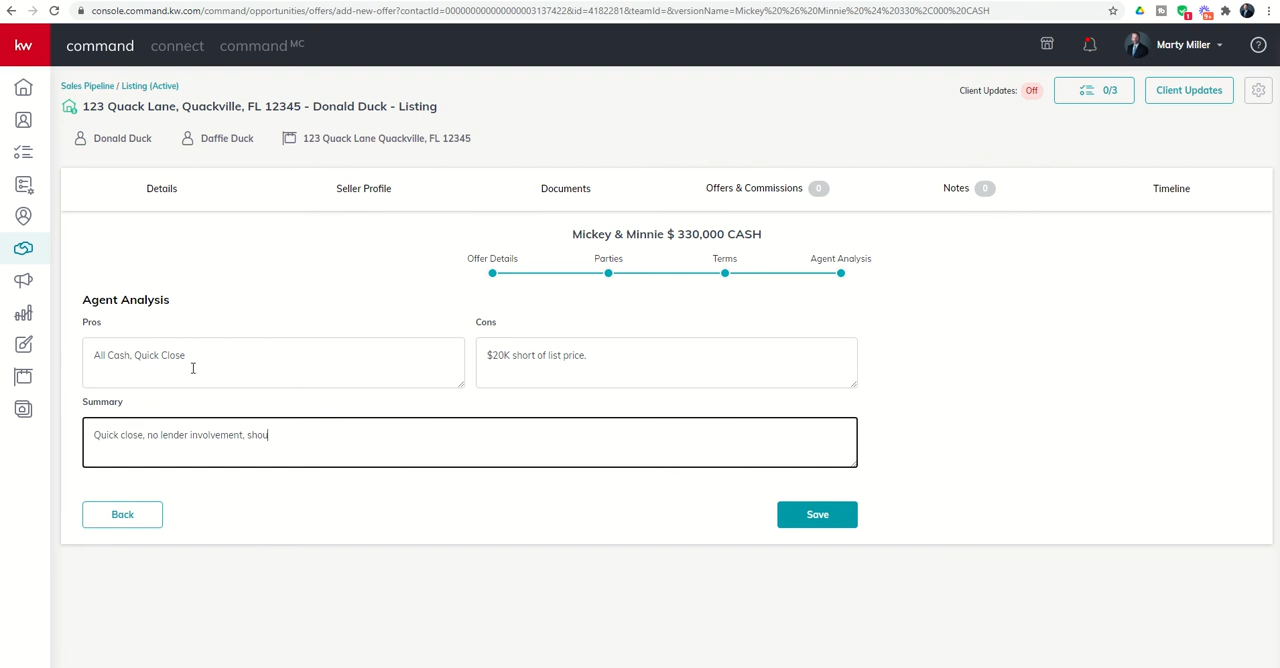 console.command.kw.com/command/opportunities/offers/add-new-offer?contactId=00000000000000003137422&id=4182281&teamId=&versionName=Mickey%20%26%20Minnie%20%24%20330%2C000%20CASH
1
9+
kw
command
connect
command MC
Marty Miller
Sales Pipeline / Listing (Active)
123 Quack Lane, Quackville, FL 12345 - Donald Duck - Listing
Client Updates: Off
0/3
Client Updates
Donald Duck
Daffie Duck
123 Quack Lane Quackville, FL 12345
Details
Seller Profile
Documents
Offers & Commissions 0
Notes 0
Timeline
Mickey & Minnie $ 330,000 CASH
Offer Details
Parties
Terms
Agent Analysis
Agent Analysis
Pros
Cons
All Cash, Quick Close
$20K short of list price.
Summary
Quick close, no lender involvement, shou
Back
Save